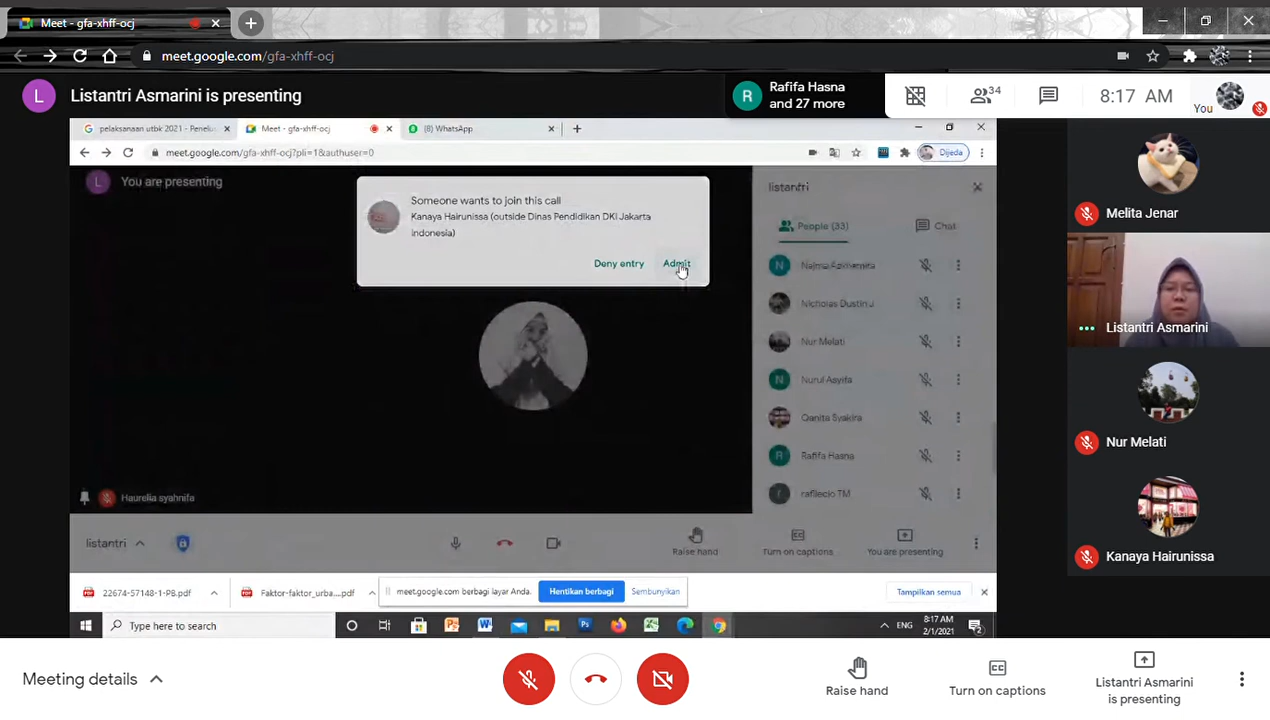 Meet - gfa-xhff-ocj
meet.google.com/gfa-xhff-ocj
L
Listantri Asmarini is presenting
R
Rafifa Hasna
and 27 more
34
8:17 AM
You
pelaksanaan utbk 2021 - Penelu
Meet - gfa-xhff-ocj
(8) WhatsApp
meet.google.com/gfa-xhff-ocj?pli=1&authuser=0
Dijeda
L
You are presenting
Someone wants to join this call
Kanaya Hairunissa (outside Dinas Pendidikan DKI Jakarta
indonesia)
Deny entry
Admit
listantri
People (33)
Chat
N
Nicholas Dustin J
Nur Melati
N
Nurul Asyifa
Qanita Syakira
R
Rafifa Hasna
r
rafilecio TM
Haurelia syahnifa
listantri
Raise hand
Turn on captions
You are presenting
22674-57148-1-PB.pdf
Faktor-faktor_urba....pdf
meet.google.com berbagi layar Anda.
Hentikan berbagi
Sembunyikan
Tampilkan semua
Type here to search
ENG
8:17 AM
2/1/2021
2
Melita Jenar
Listantri Asmarini
Nur Melati
Kanaya Hairunissa
Meeting details
Raise hand
Turn on captions
Listantri Asmarini
is presenting